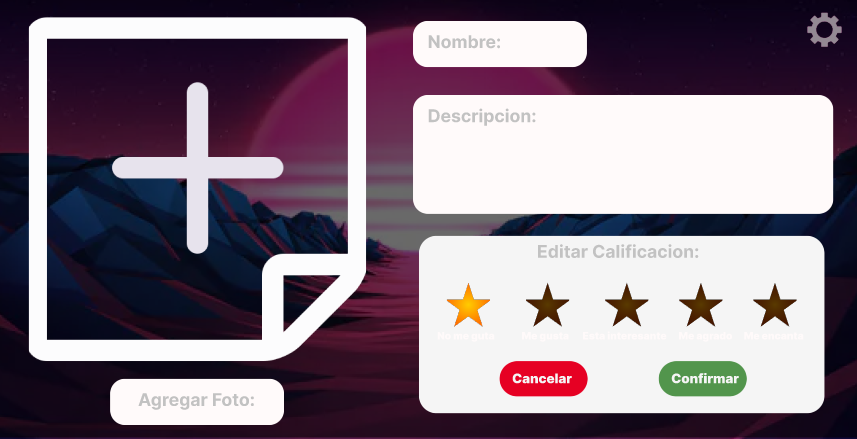 Nombre:
Descripcion:
Editar Calificacion:
No me gusta Me gusta Esta interesante Me agrada Me encanta
Cancelar Confirmar
Agregar Foto: